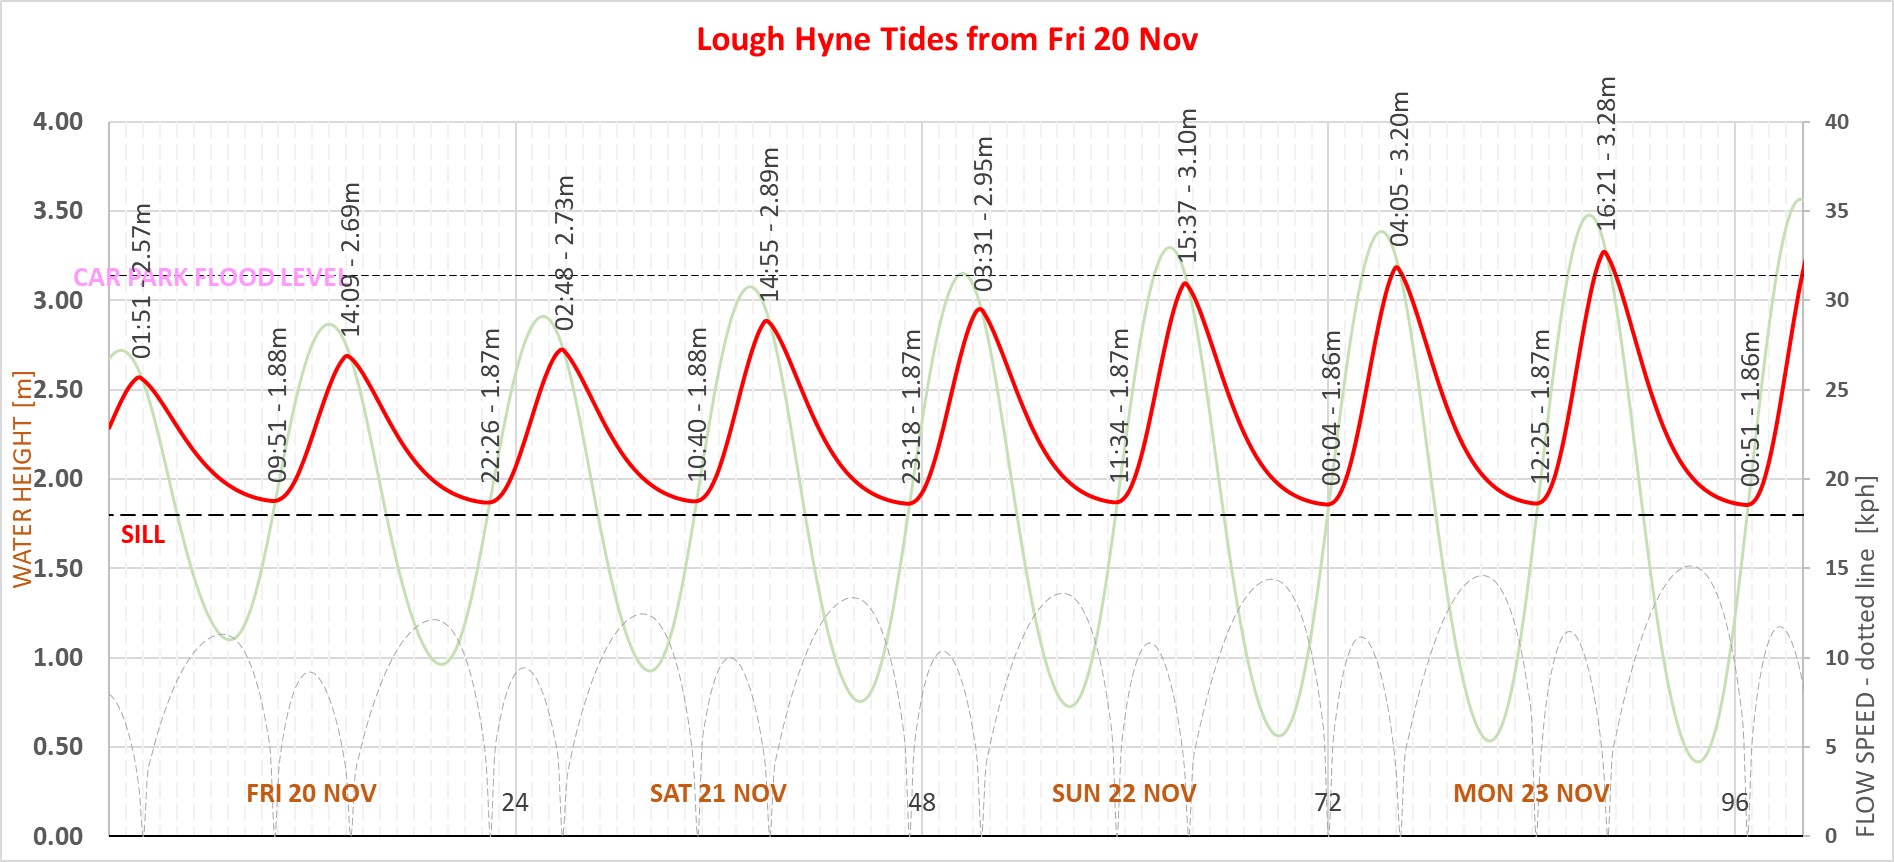 Lough Hyne Tides from Fri 20 Nov
WATER HEIGHT [m]
4.00
3.50
3.00
2.50
2.00
1.50
1.00
0.50
0.00
CAR PARK FLOOD LEVEL
SILL
01:51 - 2.57m
09:51 - 1.88m
14:09 - 2.69m
22:26 - 1.87m
02:48 - 2.73m
10:40 - 1.88m
14:55 - 2.89m
23:18 - 1.87m
03:31 - 2.95m
11:34 - 1.87m
15:37 - 3.10m
00:04 - 1.86m
04:05 - 3.20m
12:25 - 1.87m
16:21 - 3.28m
00:51 - 1.86m
FRI 20 NOV
24
SAT 21 NOV
48
SUN 22 NOV
72
MON 23 NOV
96
40
35
30
25
20
15
10
5
0
FLOW SPEED - dotted line [kph]